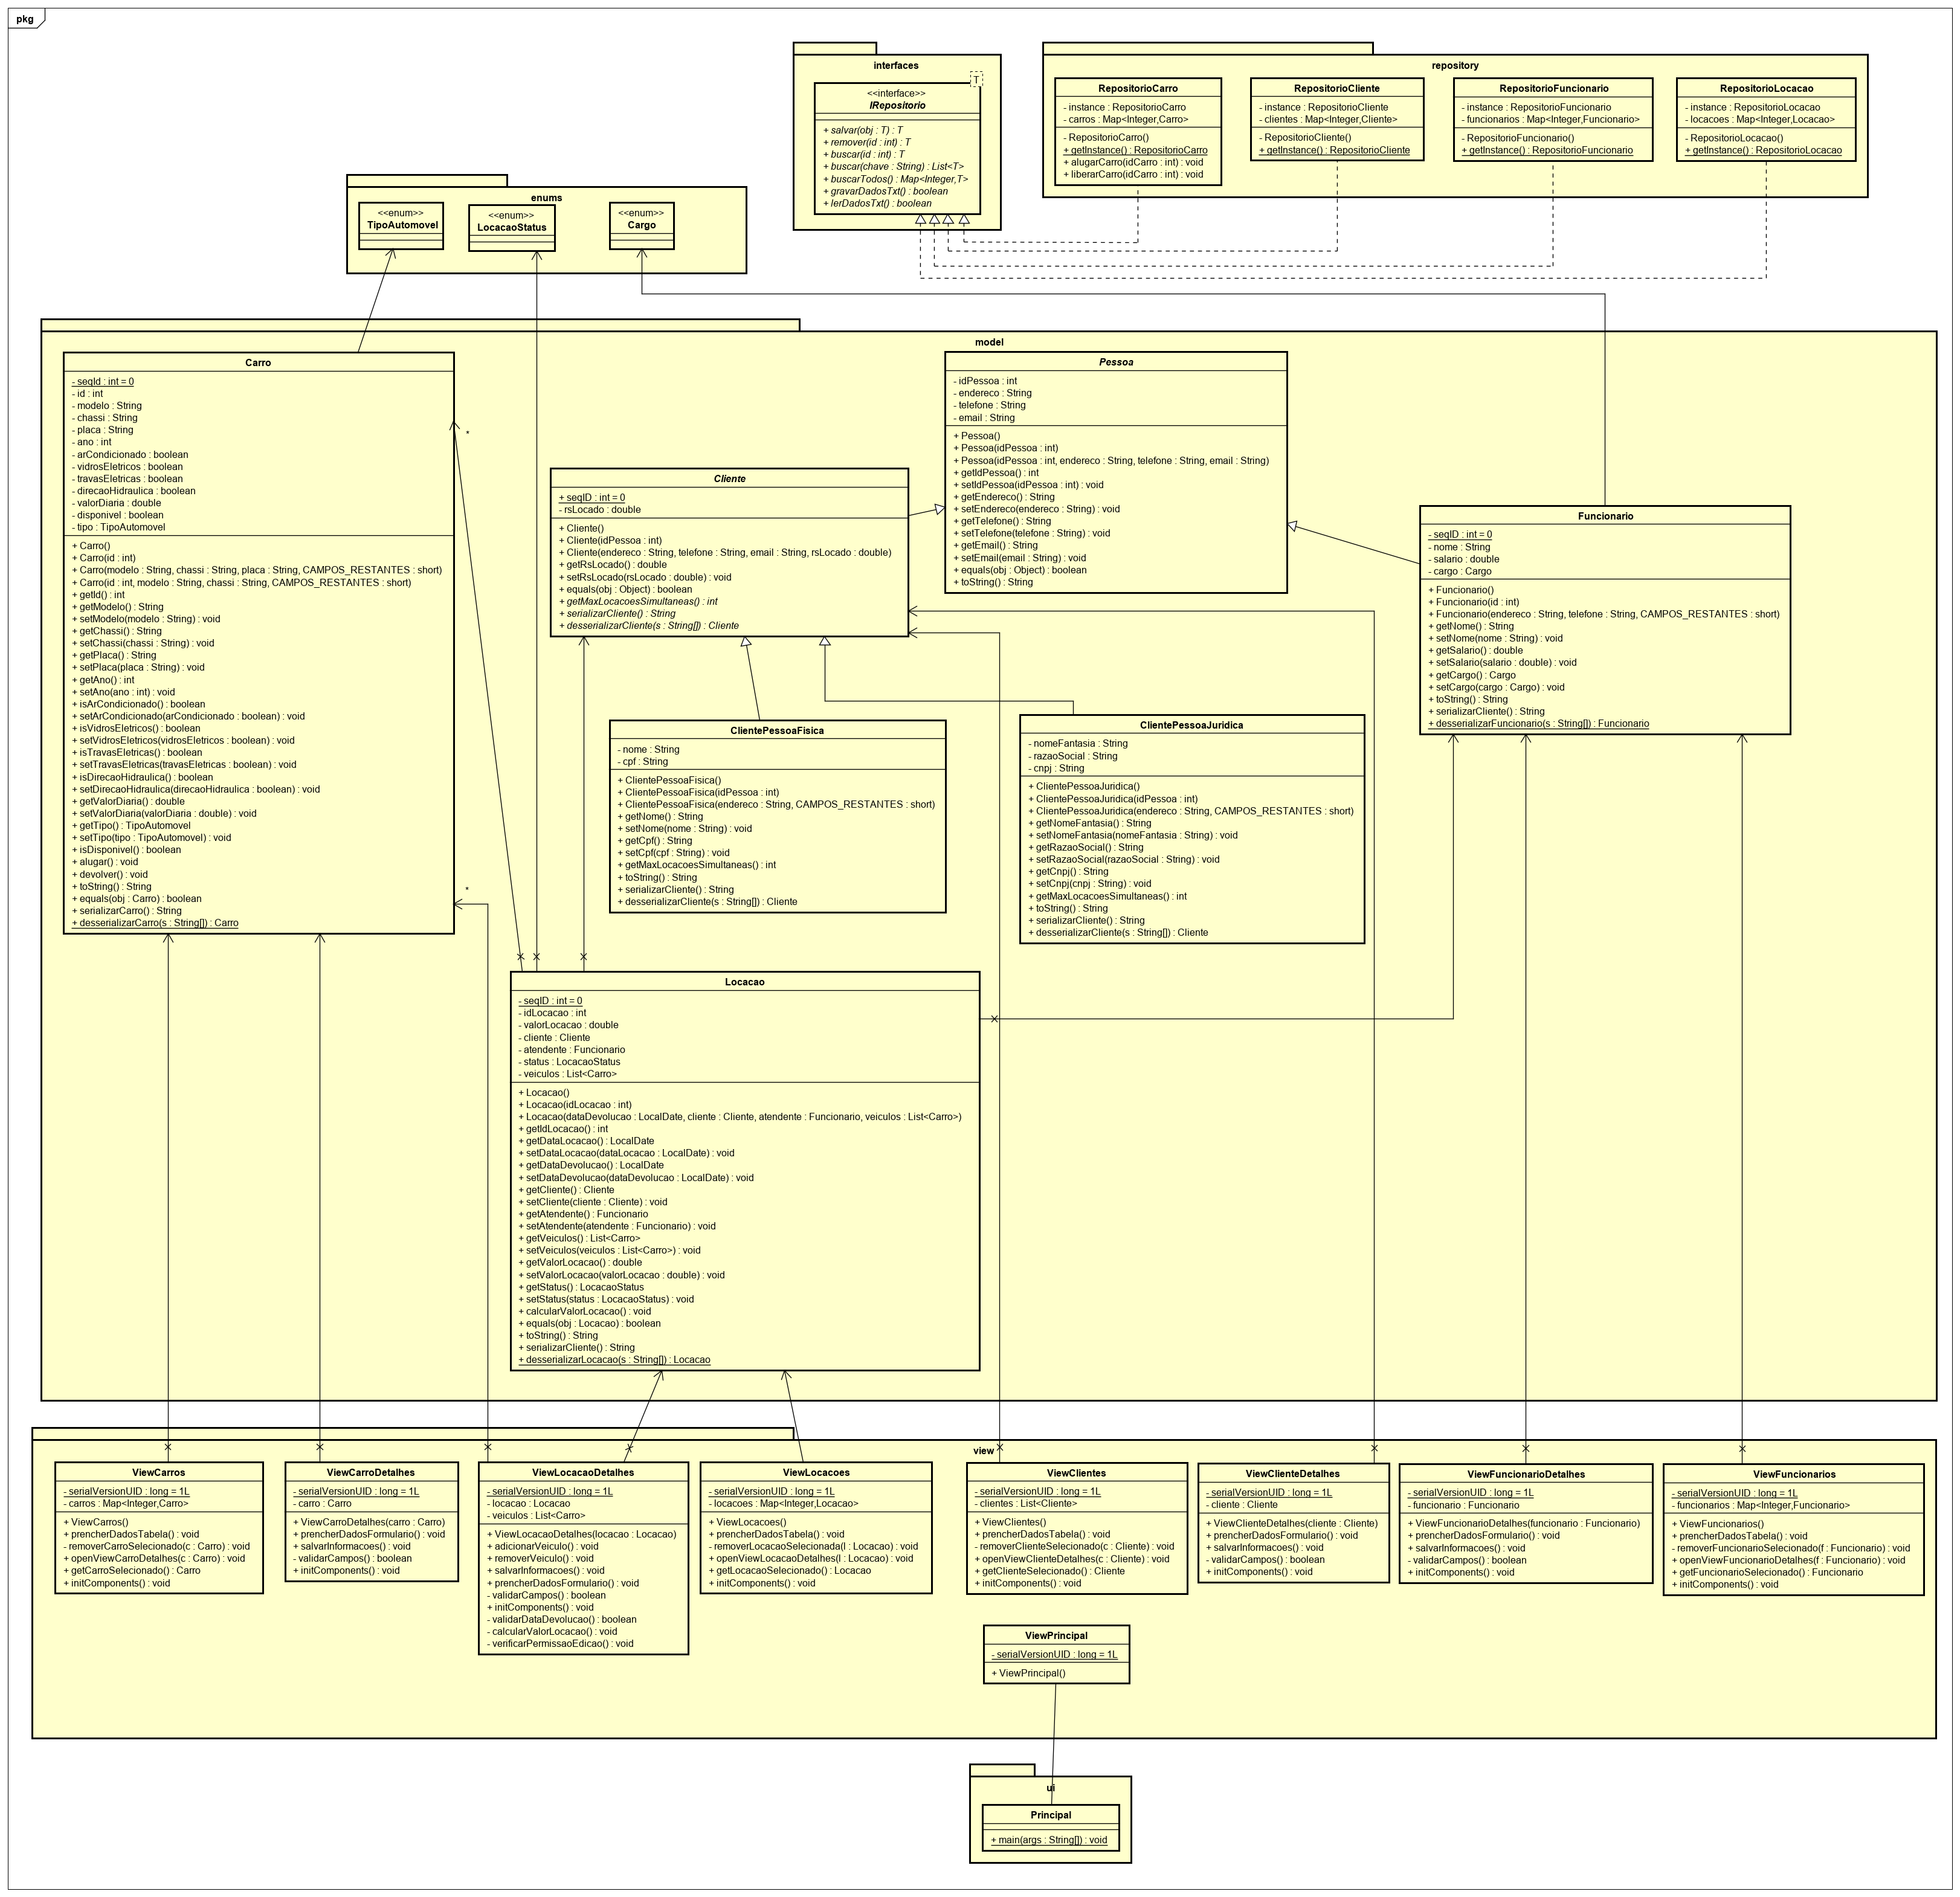 pkg
interfaces
T
<<interface>>
IRepositorio
+ salvar(obj : T) : T
+ remover(id : int) : T
+ buscar(id : int) : T
+ buscar(chave : String) : List<T>
+ buscarTodos() : Map<Integer,T>
+ gravarDadosTxt() : boolean
+ lerDadosTxt() : boolean
repository
RepositorioCarro
- instance : RepositorioCarro
- carros : Map<Integer,Carro>
- RepositorioCarro()
+ getInstance() : RepositorioCarro
+ alugarCarro(idCarro : int) : void
+ liberarCarro(idCarro : int) : void
RepositorioCliente
- instance : RepositorioCliente
- clientes : Map<Integer,Cliente>
- RepositorioCliente()
+ getInstance() : RepositorioCliente
RepositorioFuncionario
- instance : RepositorioFuncionario
- funcionarios : Map<Integer,Funcionario>
- RepositorioFuncionario()
+ getInstance() : RepositorioFuncionario
RepositorioLocacao
- instance : RepositorioLocacao
- locacoes : Map<Integer,Locacao>
- RepositorioLocacao()
+ getInstance() : RepositorioLocacao
enums
<<enum>>
TipoAutomovel
<<enum>>
LocacaoStatus
<<enum>>
Cargo
model
Carro
- seqId : int = 0
- id : int
- modelo : String
- chassi : String
- placa : String
- ano : int
- arCondicionado : boolean
- vidrosEletricos : boolean
- travasEletricas : boolean
- direcaoHidraulica : boolean
- valorDiaria : double
- disponivel : boolean
- tipo : TipoAutomovel
+ Carro()
+ Carro(id : int)
+ Carro(modelo : String, chassi : String, placa : String, CAMPOS_RESTANTES : short)
+ Carro(id : int, modelo : String, chassi : String, CAMPOS_RESTANTES : short)
+ getId() : int
+ getModelo() : String
+ setModelo(modelo : String) : void
+ getChassi() : String
+ setChassi(chassi : String) : void
+ getPlaca() : String
+ setPlaca(placa : String) : void
+ getAno() : int
+ setAno(ano : int) : void
+ isArCondicionado() : boolean
+ setArCondicionado(arCondicionado : boolean) : void
+ isVidrosEletricos() : boolean
+ setVidrosEletricos(vidrosEletricos : boolean) : void
+ isTravasEletricas() : boolean
+ setTravasEletricas(travasEletricas : boolean) : void
+ isDirecaoHidraulica() : boolean
+ setDirecaoHidraulica(direcaoHidraulica : boolean) : void
+ getValorDiaria() : double
+ setValorDiaria(valorDiaria : double) : void
+ getTipo() : TipoAutomovel
+ setTipo(tipo : TipoAutomovel) : void
+ isDisponivel() : boolean
+ alugar() : void
+ devolver() : void
+ toString() : String
+ equals(obj : Carro) : boolean
+ serializarCarro() : String
+ desserializarCarro(s : String[]) : Carro
*
*
Cliente
+ seqID : int = 0
- rsLocado : double
+ Cliente()
+ Cliente(idPessoa : int)
+ Cliente(endereco : String, telefone : String, email : String, rsLocado : double)
+ getRsLocado() : double
+ setRsLocado(rsLocado : double) : void
+ equals(obj : Object) : boolean
+ getMaxLocacoesSimultaneas() : int
+ serializarCliente() : String
+ desserializarCliente(s : String[]) : Cliente
Pessoa
- idPessoa : int
- endereco : String
- telefone : String
- email : String
+ Pessoa()
+ Pessoa(idPessoa : int)
+ Pessoa(idPessoa : int, endereco : String, telefone : String, email : String)
+ getIdPessoa() : int
+ setIdPessoa(idPessoa : int) : void
+ getEndereco() : String
+ setEndereco(endereco : String) : void
+ getTelefone() : String
+ setTelefone(telefone : String) : void
+ getEmail() : String
+ setEmail(email : String) : void
+ equals(obj : Object) : boolean
+ toString() : String
Funcionario
- seqID : int = 0
- nome : String
- salario : double
- cargo : Cargo
+ Funcionario()
+ Funcionario(id : int)
+ Funcionario(endereco : String, telefone : String, CAMPOS_RESTANTES : short)
+ getNome() : String
+ setNome(nome : String) : void
+ getSalario() : double
+ setSalario(salario : double) : void
+ getCargo() : Cargo
+ setCargo(cargo : Cargo) : void
+ toString() : String
+ serializarCliente() : String
+ desserializarFuncionario(s : String[]) : Funcionario
ClientePessoaFisica
- nome : String
- cpf : String
+ ClientePessoaFisica()
+ ClientePessoaFisica(idPessoa : int)
+ ClientePessoaFisica(endereco : String, CAMPOS_RESTANTES : short)
+ getNome() : String
+ setNome(nome : String) : void
+ getCpf() : String
+ setCpf(cpf : String) : void
+ getMaxLocacoesSimultaneas() : int
+ toString() : String
+ serializarCliente() : String
+ desserializarCliente(s : String[]) : Cliente
ClientePessoaJuridica
- nomeFantasia : String
- razaoSocial : String
- cnpj : String
+ ClientePessoaJuridica()
+ ClientePessoaJuridica(idPessoa : int)
+ ClientePessoaJuridica(endereco : String, CAMPOS_RESTANTES : short)
+ getNomeFantasia() : String
+ setNomeFantasia(nomeFantasia : String) : void
+ getRazaoSocial() : String
+ setRazaoSocial(razaoSocial : String) : void
+ getCnpj() : String
+ setCnpj(cnpj : String) : void
+ getMaxLocacoesSimultaneas() : int
+ toString() : String
+ serializarCliente() : String
+ desserializarCliente(s : String[]) : Cliente
Locacao
- seqID : int = 0
- idLocacao : int
- valorLocacao : double
- cliente : Cliente
- atendente : Funcionario
- status : LocacaoStatus
- veiculos : List<Carro>
+ Locacao()
+ Locacao(idLocacao : int)
+ Locacao(dataDevolucao : LocalDate, cliente : Cliente, atendente : Funcionario, veiculos : List<Carro>)
+ getIdLocacao() : int
+ getDataLocacao() : LocalDate
+ setDataLocacao(dataLocacao : LocalDate) : void
+ getDataDevolucao() : LocalDate
+ setDataDevolucao(dataDevolucao : LocalDate) : void
+ getCliente() : Cliente
+ setCliente(cliente : Cliente) : void
+ getAtendente() : Funcionario
+ setAtendente(atendente : Funcionario) : void
+ getVeiculos() : List<Carro>
+ setVeiculos(veiculos : List<Carro>) : void
+ getValorLocacao() : double
+ setValorLocacao(valorLocacao : double) : void
+ getStatus() : LocacaoStatus
+ setStatus(status : LocacaoStatus) : void
+ calcularValorLocacao() : void
+ equals(obj : Locacao) : boolean
+ toString() : String
+ serializarCliente() : String
+ desserializarLocacao(s : String[]) : Locacao
view
ViewCarros
- serialVersionUID : long = 1L
- carros : Map<Integer,Carro>
+ ViewCarros()
+ prencherDadosTabela() : void
- removerCarroSelecionado(c : Carro) : void
+ openViewCarroDetalhes(c : Carro) : void
+ getCarroSelecionado() : Carro
+ initComponents() : void
ViewCarroDetalhes
- serialVersionUID : long = 1L
- carro : Carro
+ ViewCarroDetalhes(carro : Carro)
+ prencherDadosFormulario() : void
+ salvarInformacoes() : void
- validarCampos() : boolean
+ initComponents() : void
ViewLocacaoDetalhes
- serialVersionUID : long = 1L
- locacao : Locacao
- veiculos : List<Carro>
+ ViewLocacaoDetalhes(locacao : Locacao)
+ adicionarVeiculo() : void
+ removerVeiculo() : void
+ salvarInformacoes() : void
+ prencherDadosFormulario() : void
- validarCampos() : boolean
+ initComponents() : void
- validarDataDevolucao() : boolean
- calcularValorLocacao() : void
- verificarPermissaoEdicao() : void
ViewLocacoes
- serialVersionUID : long = 1L
- locacoes : Map<Integer,Locacao>
+ ViewLocacoes()
+ prencherDadosTabela() : void
- removerLocacaoSelecionada(l : Locacao) : void
+ openViewLocacaoDetalhes(l : Locacao) : void
+ getLocacaoSelecionado() : Locacao
+ initComponents() : void
ViewClientes
- serialVersionUID : long = 1L
- clientes : List<Cliente>
+ ViewClientes()
+ prencherDadosTabela() : void
- removerClienteSelecionado(c : Cliente) : void
+ openViewClienteDetalhes(c : Cliente) : void
+ getClienteSelecionado() : Cliente
+ initComponents() : void
ViewClienteDetalhes
- serialVersionUID : long = 1L
- cliente : Cliente
+ ViewClienteDetalhes(cliente : Cliente)
+ prencherDadosFormulario() : void
+ salvarInformacoes() : void
- validarCampos() : boolean
+ initComponents() : void
ViewFuncionarioDetalhes
- serialVersionUID : long = 1L
- funcionario : Funcionario
+ ViewFuncionarioDetalhes(funcionario : Funcionario)
+ prencherDadosFormulario() : void
+ salvarInformacoes() : void
- validarCampos() : boolean
+ initComponents() : void
ViewFuncionarios
- serialVersionUID : long = 1L
- funcionarios : Map<Integer,Funcionario>
+ ViewFuncionarios()
+ prencherDadosTabela() : void
- removerFuncionarioSelecionado(f : Funcionario) : void
+ openViewFuncionarioDetalhes(f : Funcionario) : void
+ getFuncionarioSelecionado() : Funcionario
+ initComponents() : void
ViewPrincipal
- serialVersionUID : long = 1L
+ ViewPrincipal()
ui
Principal
+ main(args : String[]) : void